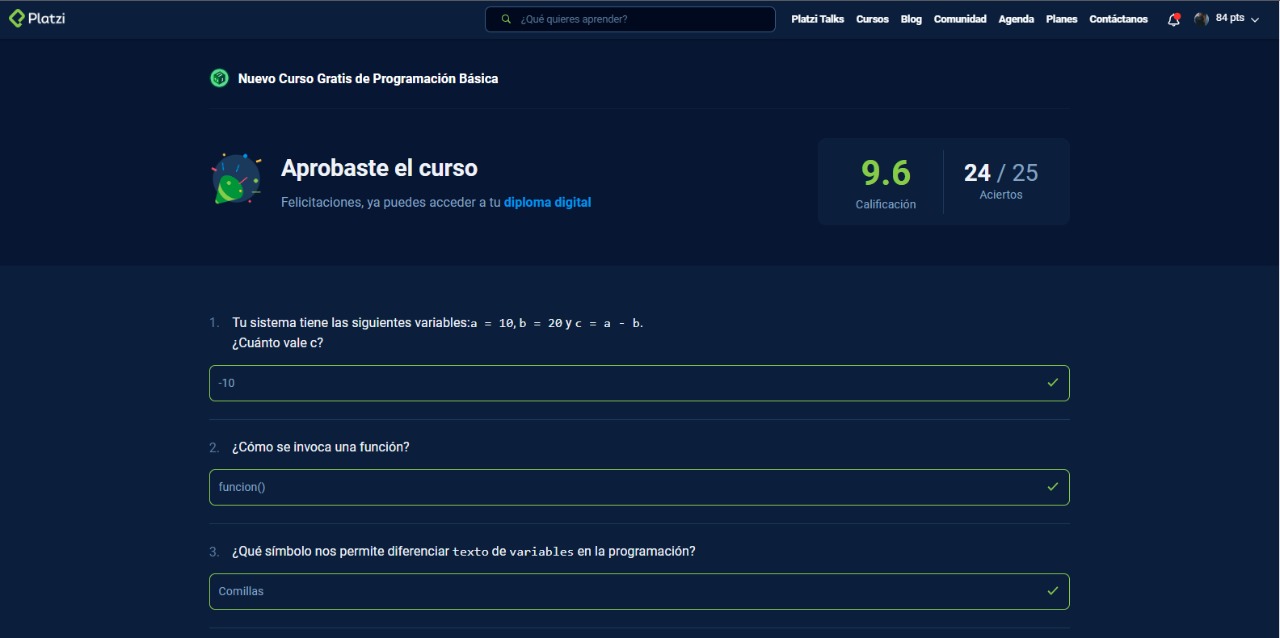 Platzi
¿Qué quieres aprender?
Platzi Talks Cursos Blog Comunidad Agenda Planes Contáctanos 84 pts
Nuevo Curso Gratis de Programación Básica
Aprobaste el curso
Felicitaciones, ya puedes acceder a tu diploma digital
9.6
Calificación
24 / 25
Aciertos
1. Tu sistema tiene las siguientes variables:a = 10, b = 20 y c = a - b.
¿Cuánto vale c?
-10
2. ¿Cómo se invoca una función?
funcion()
3. ¿Qué símbolo nos permite diferenciar texto de variables en la programación?
Comillas